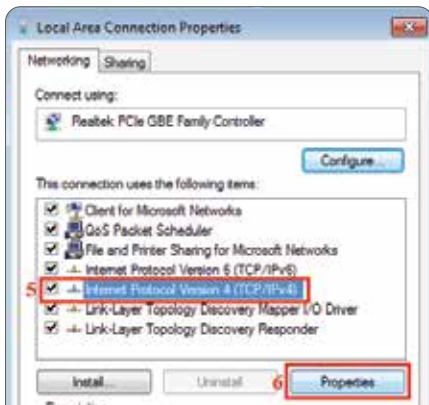 Local Area Connection Properties
Networking Sharing
Connect using:
Realtek PCIe GBE Family Controller
Configure...
This connection uses the following items:
Client for Microsoft Networks
QoS Packet Scheduler
File and Printer Sharing for Microsoft Networks
Internet Protocol Version 6 (TCP/IPv6)
5 Internet Protocol Version 4 (TCP/IPv4)
Link-Layer Topology Discovery Mapper I/O Driver
Link-Layer Topology Discovery Responder
Install... Uninstall 6 Properties